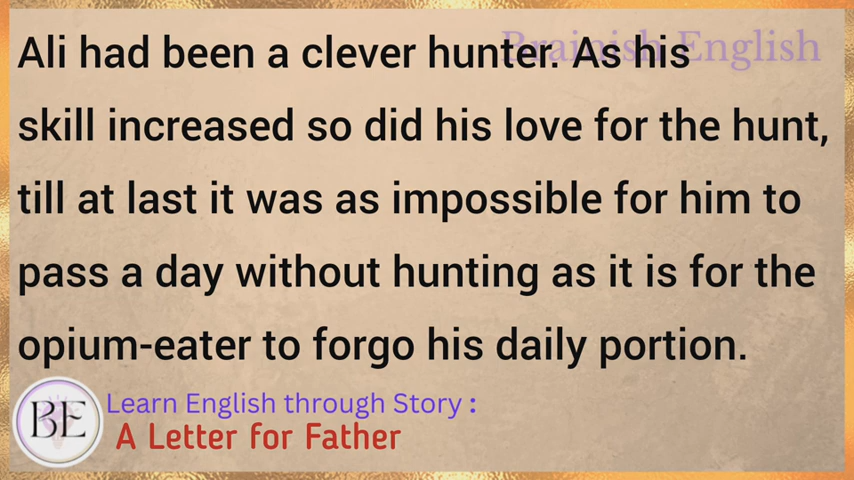 Brainish English
Ali had been a clever hunter. As his
skill increased so did his love for the hunt,
till at last it was as impossible for him to
pass a day without hunting as it is for the
opium-eater to forgo his daily portion.
BE
Learn English through Story :
A Letter for Father